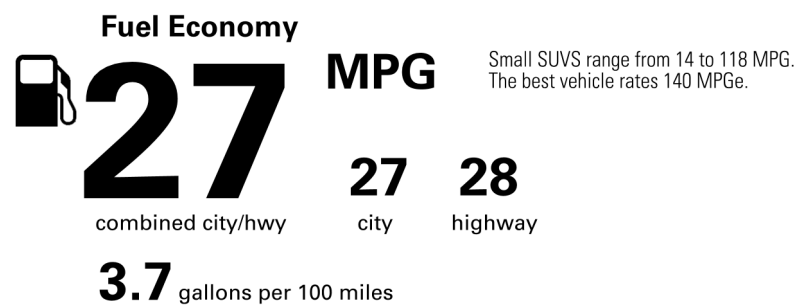 Fuel Economy
27 MPG
Small SUVS range from 14 to 118 MPG.
The best vehicle rates 140 MPGe.
combined city/hwy
27 city
28 highway
3.7 gallons per 100 miles